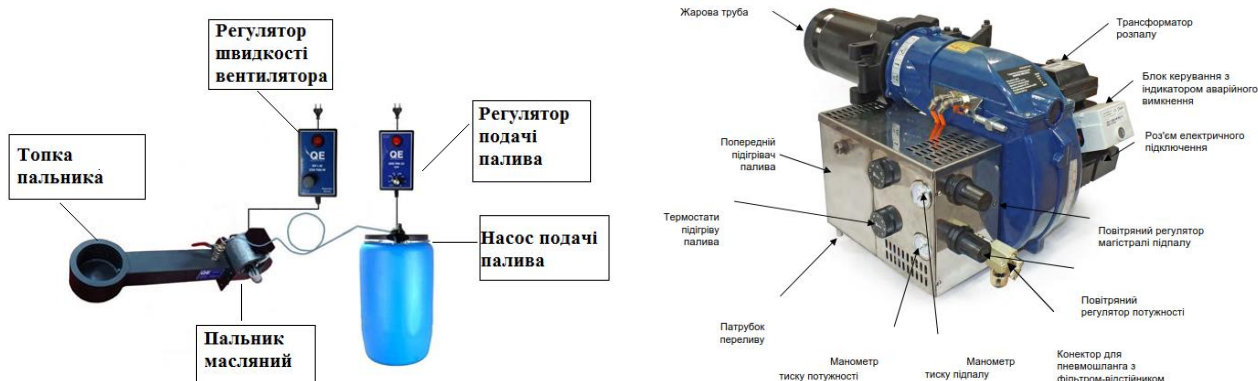 Регулятор
швидкості
вентилятора
Регулятор
подачі
палива
Топка
пальника
QE
QE
Насос подачі
палива
QE
Пальник
масляний
Жарова труба
Трансформатор
розпалу
Блок керування з
індикатором аварійного
вимкнення
Роз'єм електричного
підключення
Попередній
підігрівач
палива
Термостати
підігріву
палива
Повітряний регулятор
магістралі підпалу
Повітряний
регулятор потужності
Патрубок
переливу
Манометр
тиску потужності
Манометр
тиску підпалу
Конектор для
пневмошланга з
фільтром-відстійником